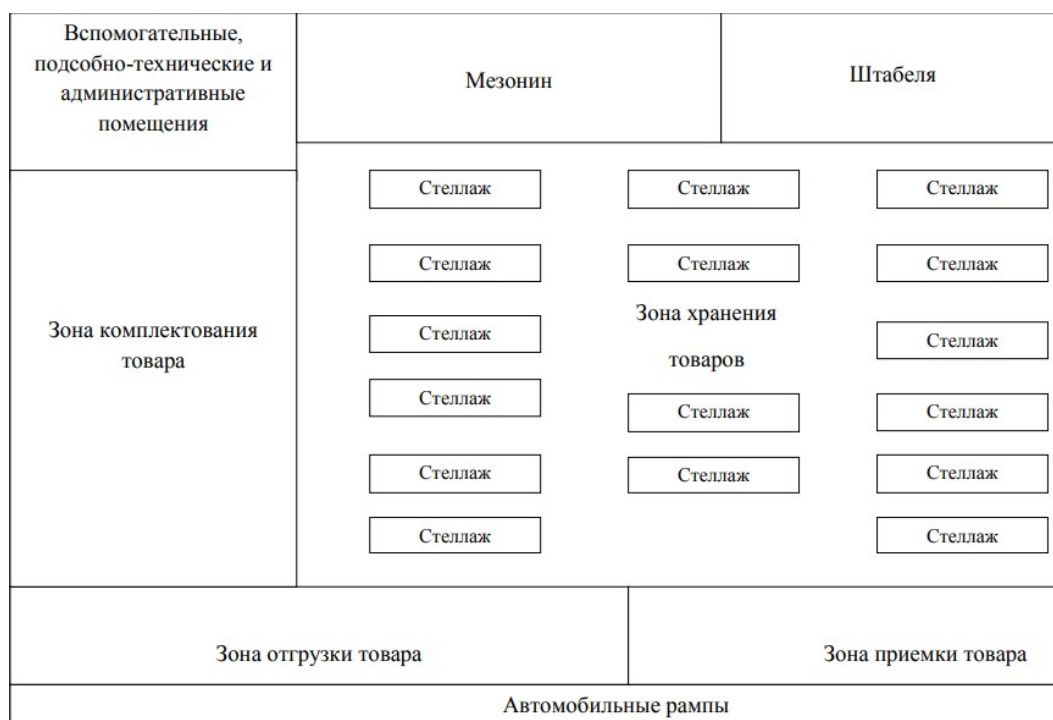 Вспомогательные,
подсобно-технические и
административные
помещения
Мезонин
Штабеля
Стеллаж
Стеллаж
Стеллаж
Стеллаж
Стеллаж
Стеллаж
Зона комплектования
товара
Зона хранения
товаров
Стеллаж
Стеллаж
Стеллаж
Стеллаж
Стеллаж
Стеллаж
Стеллаж
Стеллаж
Стеллаж
Стеллаж
Зона отгрузки товара
Зона приемки товара
Автомобильные рампы